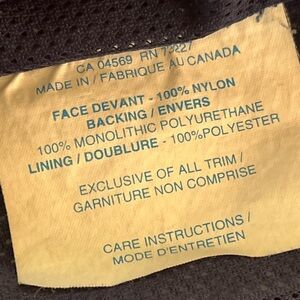 CA 04569 RN 73227
MADE IN / FABRIQUE AU CANADA
FACE DEVANT - 100% NYLON
BACKING / ENVERS
100% MONOLITHIC POLYURETHANE
LINING / DOUBLURE - 100%POLYESTER
EXCLUSIVE OF ALL TRIM /
GARNITURE NON COMPRISE
CARE INSTRUCTIONS /
MODE D'ENTRETIEN